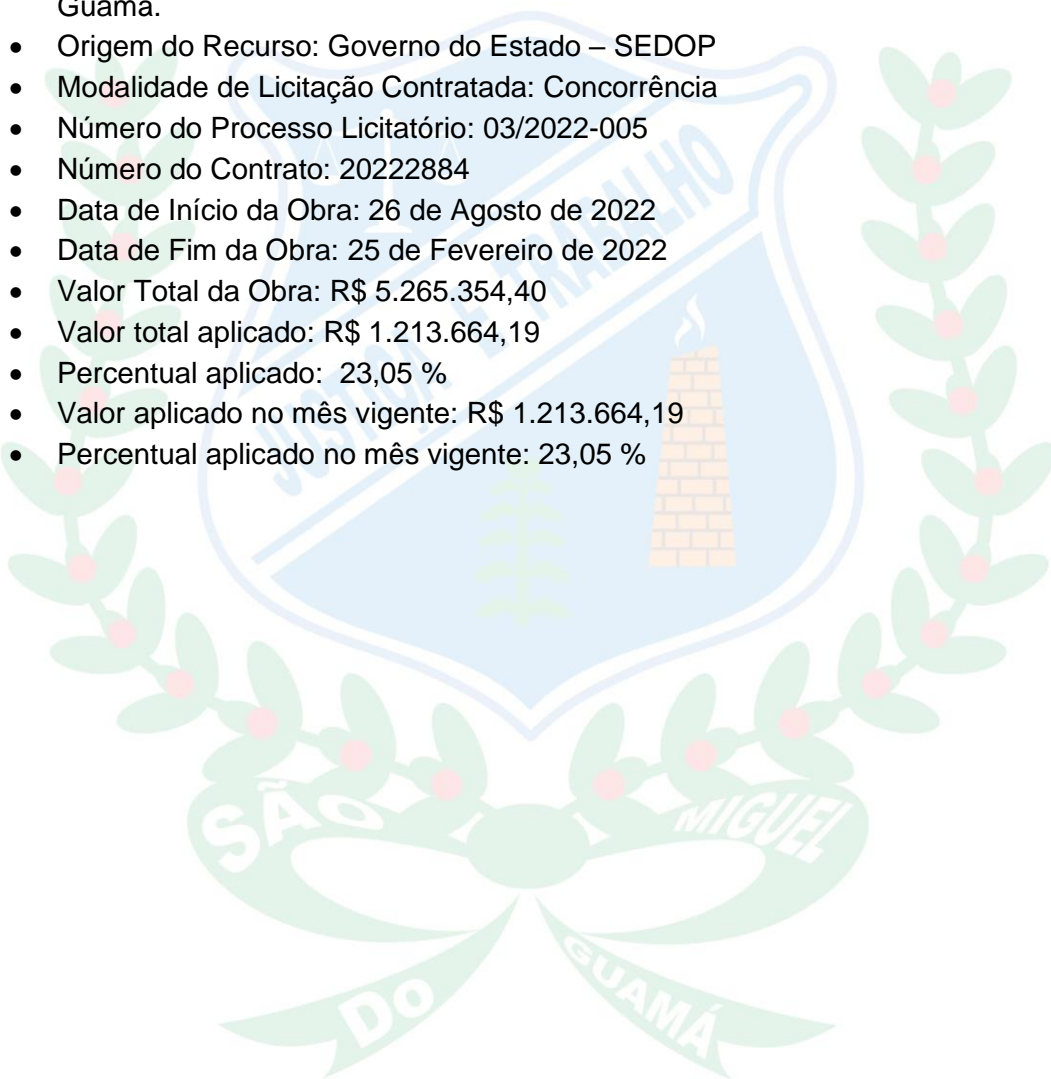 Guamá.
• Origem do Recurso: Governo do Estado – SEDOP
• Modalidade de Licitação Contratada: Concorrência
• Número do Processo Licitatório: 03/2022-005
• Número do Contrato: 20222884
• Data de Início da Obra: 26 de Agosto de 2022
• Data de Fim da Obra: 25 de Fevereiro de 2022
• Valor Total da Obra: R$ 5.265.354,40
• Valor total aplicado: R$ 1.213.664,19
• Percentual aplicado: 23,05 %
• Valor aplicado no mês vigente: R$ 1.213.664,19
• Percentual aplicado no mês vigente: 23,05 %
JUSTIÇA E TRABALHO
SÃO MIGUEL
DO GUAMÁ